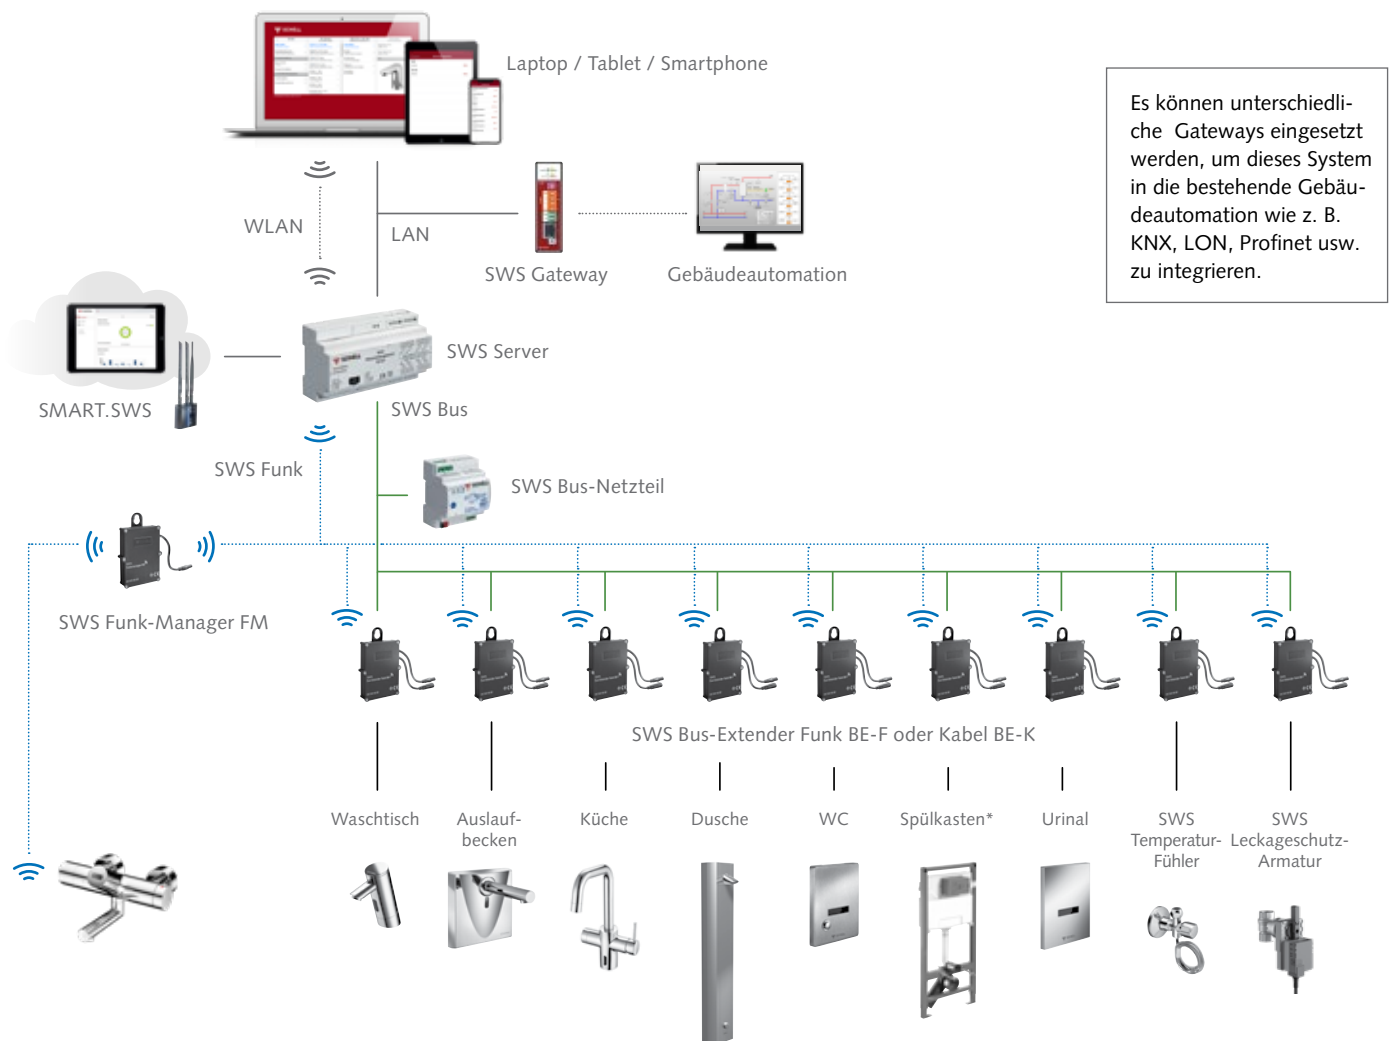 Laptop / Tablet / Smartphone
Es können unterschiedli-
che Gateways eingesetzt
werden, um dieses System
in die bestehende Gebäu-
deautomation wie z. B.
KNX, LON, Profinet usw.
zu integrieren.
WLAN
LAN
SWS Gateway
Gebäudeautomation
SWS Server
SMART.SWS
SWS Bus
SWS Funk
SWS Bus-Netzteil
SWS Funk-Manager FM
SWS Bus-Extender Funk BE-F oder Kabel BE-K
Waschtisch
Auslauf-
becken
Küche
Dusche
WC
Spülkasten*
Urinal
SWS
Temperatur-
Fühler
SWS
Leckageschutz-
Armatur